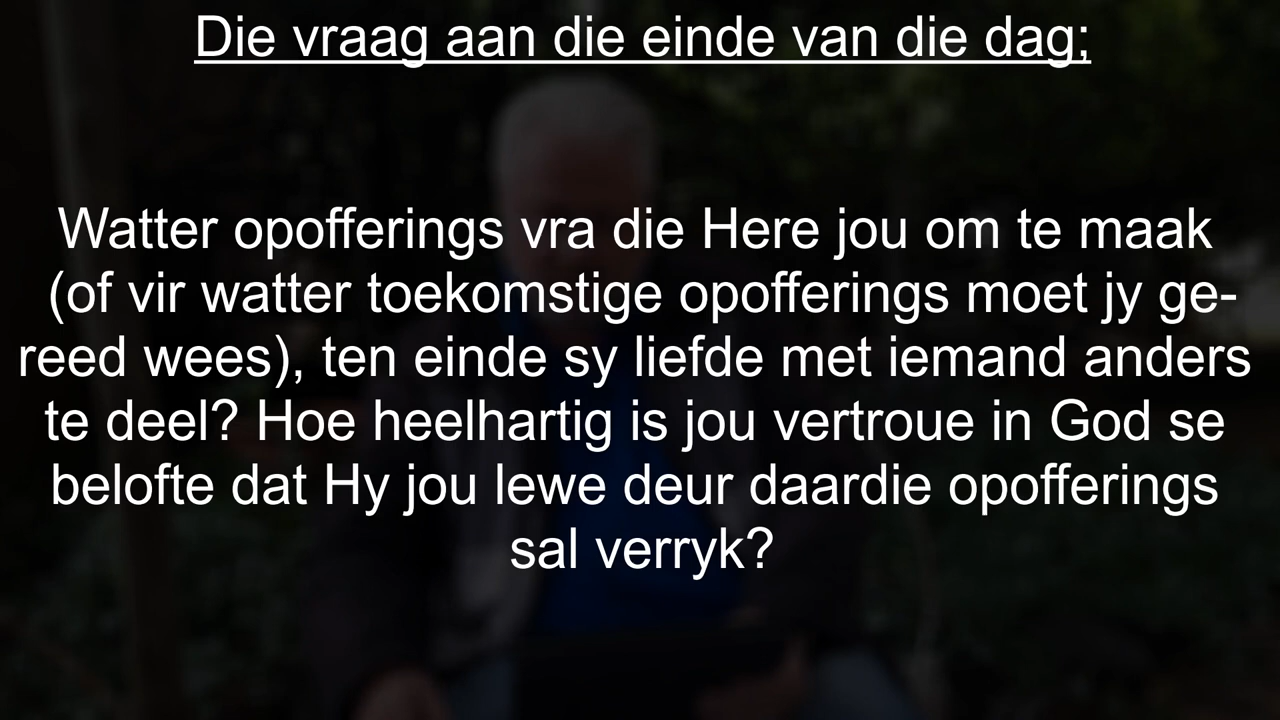 Die vraag aan die einde van die dag;
Watter opofferings vra die Here jou om te maak
(of vir watter toekomstige opofferings moet jy ge-
reed wees), ten einde sy liefde met iemand anders
te deel? Hoe heelhartig is jou vertroue in God se
belofte dat Hy jou lewe deur daardie opofferings
sal verryk?